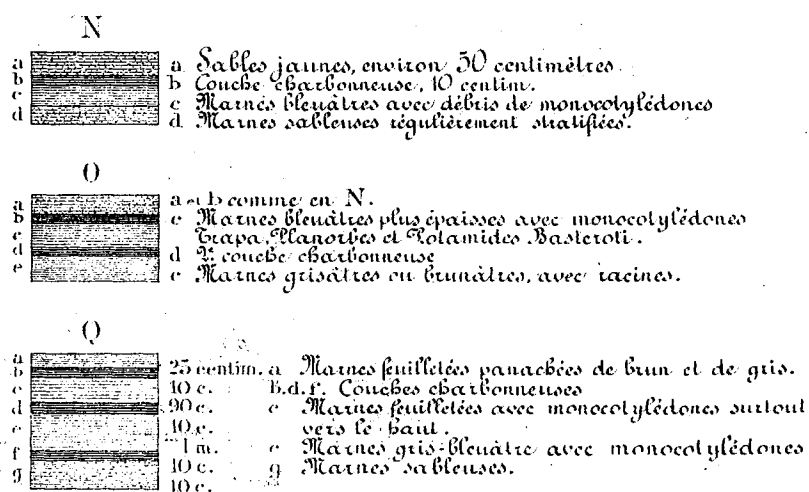 N
a
b
c
d
a Sables jaunes, environ 50 centimètres
b Couche charbonneuse, 10 centim.
c Marnes bleuâtres avec débris de monocotylédones
d Marnes sableuses régulièrement stratifiées.
O
a
b
c
d
e
a et b comme en N.
c Marnes bleuâtres plus épaisses avec monocotylédones
Trapa, Planorbes et Potamides Basteroti.
d 2e couche charbonneuse
e Marnes grisâtres ou brunâtres, avec racines.
Q
a
b
c
d
e
f
g
25 centim. a Marnes feuilletées panachées de brun et de gris.
10 c. b.d.f. Couches charbonneuses
90 c. c Marnes feuilletées avec monocotylédones surtout
10 c. vers le haut.
1 m. e Marnes gris-bleuâtre avec monocotylédones
10 c. g Marnes sableuses.
10 c.